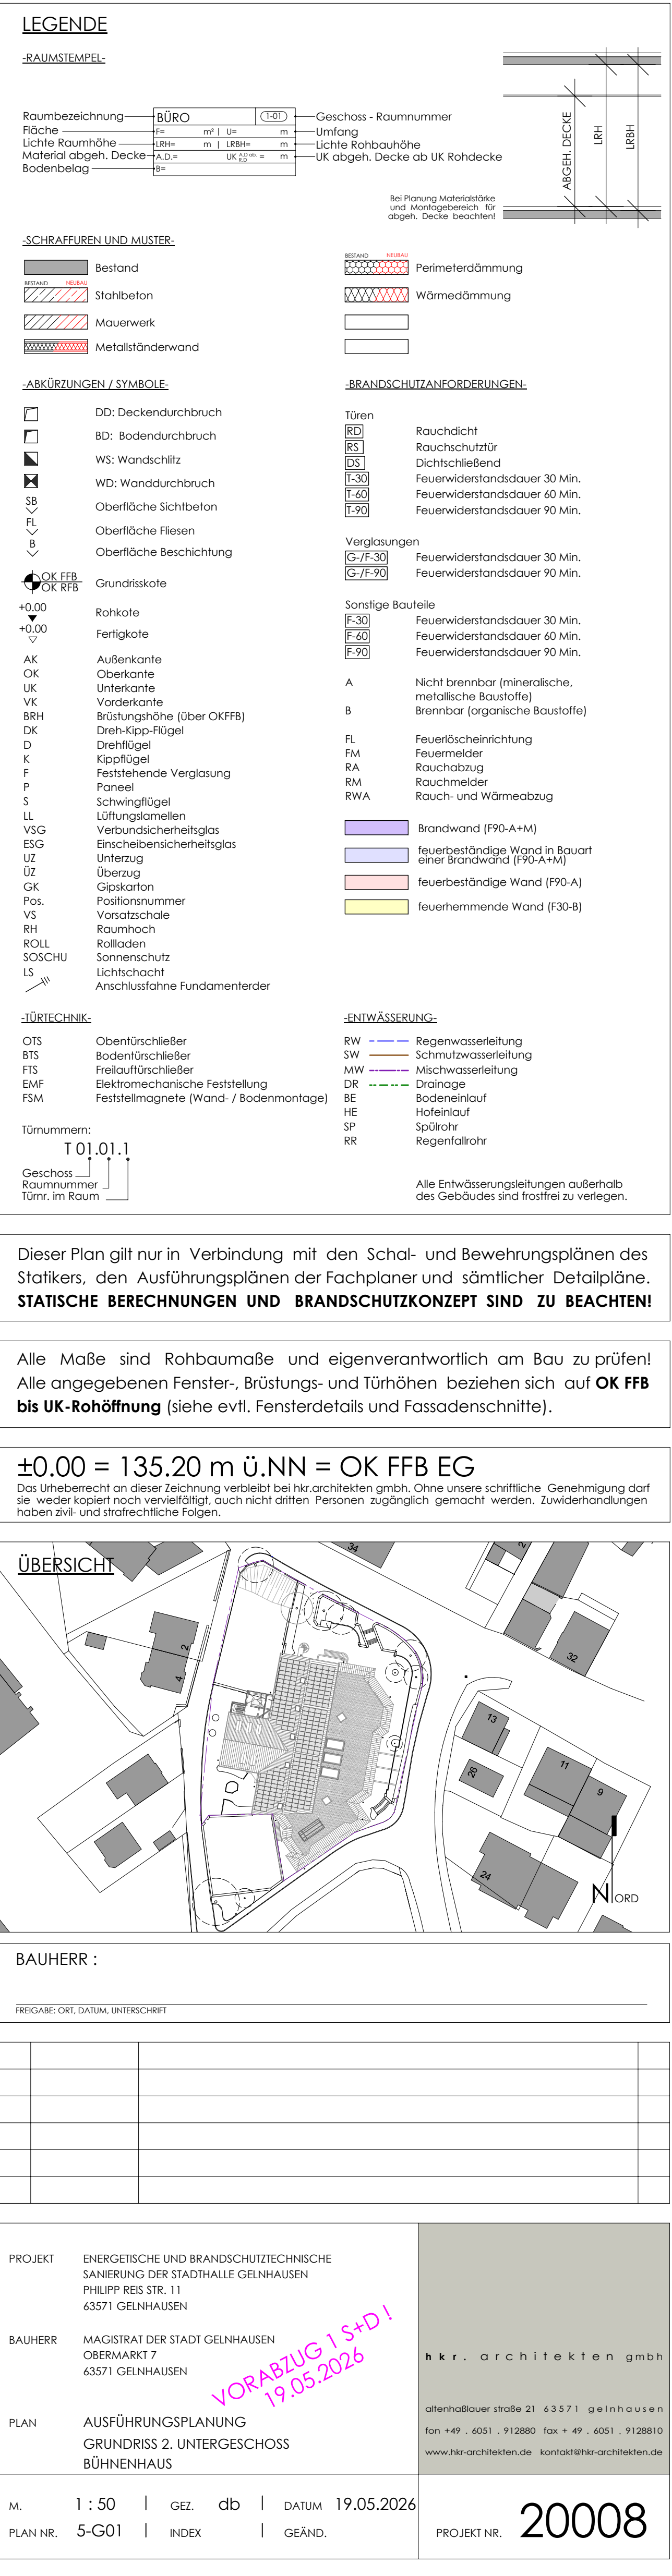 LEGENDE
-RAUMSTEMPEL-
Raumbezeichnung BÜRO 1-01 Geschoss - Raumnummer
Fläche F= m² | U= m Umfang
Lichte Raumhöhe LRH= m | LRBH= m Lichte Rohbauhöhe
Material abgeh. Decke A.D.= UK A.D ab. R.D = m UK abgeh. Decke ab UK Rohdecke
Bodenbelag B=
ABGEH. DECKE
LRH
LRBH
Bei Planung Materialstärke
und Montagebereich für
abgeh. Decke beachten!
-SCHRAFFUREN UND MUSTER-
Bestand
BESTAND NEUBAU
Stahlbeton
Mauerwerk
Metallständerwand
BESTAND NEUBAU
Perimeterdämmung
Wärmedämmung
-ABKÜRZUNGEN / SYMBOLE-
DD: Deckendurchbruch
BD: Bodendurchbruch
WS: Wandschlitz
WD: Wanddurchbruch
SB Oberfläche Sichtbeton
FL Oberfläche Fliesen
B Oberfläche Beschichtung
OK FFB
OK RFB
Grundrisskote
+0.00 Rohkote
+0.00 Fertigkote
AK Außenkante
OK Oberkante
UK Unterkante
VK Vorderkante
BRH Brüstungshöhe (über OKFFB)
DK Dreh-Kipp-Flügel
D Drehflügel
K Kippflügel
F Feststehende Verglasung
P Paneel
S Schwingflügel
LL Lüftungslamellen
VSG Verbundsicherheitsglas
ESG Einscheibensicherheitsglas
UZ Unterzug
ÜZ Überzug
GK Gipskarton
Pos. Positionsnummer
VS Vorsatzschale
RH Raumhoch
ROLL Rollladen
SOSCHU Sonnenschutz
LS Lichtschacht
Anschlussfahne Fundamenterder
-BRANDSCHUTZANFORDERUNGEN-
Türen
RD Rauchdicht
RS Rauchschutztür
DS Dichtschließend
T-30 Feuerwiderstandsdauer 30 Min.
T-60 Feuerwiderstandsdauer 60 Min.
T-90 Feuerwiderstandsdauer 90 Min.
Verglasungen
G-/F-30 Feuerwiderstandsdauer 30 Min.
G-/F-90 Feuerwiderstandsdauer 90 Min.
Sonstige Bauteile
F-30 Feuerwiderstandsdauer 30 Min.
F-60 Feuerwiderstandsdauer 60 Min.
F-90 Feuerwiderstandsdauer 90 Min.
A Nicht brennbar (mineralische,
metallische Baustoffe)
B Brennbar (organische Baustoffe)
FL Feuerlöscheinrichtung
FM Feuermelder
RA Rauchabzug
RM Rauchmelder
RWA Rauch- und Wärmeabzug
Brandwand (F90-A+M)
feuerbeständige Wand in Bauart
einer Brandwand (F90-A+M)
feuerbeständige Wand (F90-A)
feuerhemmende Wand (F30-B)
-TÜRTECHNIK-
OTS Obentürschließer
BTS Bodentürschließer
FTS Freilauftürschließer
EMF Elektromechanische Feststellung
FSM Feststellmagnete (Wand- / Bodenmontage)
Türnummern:
T 01.01.1
Geschoss
Raumnummer
Türnr. im Raum
-ENTWÄSSERUNG-
RW Regenwasserleitung
SW Schmutzwasserleitung
MW Mischwasserleitung
DR Drainage
BE Bodeneinlauf
HE Hofeinlauf
SP Spülrohr
RR Regenfallrohr
Alle Entwässerungsleitungen außerhalb
des Gebäudes sind frostfrei zu verlegen.
Dieser Plan gilt nur in Verbindung mit den Schal- und Bewehrungsplänen des
Statikers, den Ausführungsplänen der Fachplaner und sämtlicher Detailpläne.
STATISCHE BERECHNUNGEN UND BRANDSCHUTZKONZEPT SIND ZU BEACHTEN!
Alle Maße sind Rohbaumaße und eigenverantwortlich am Bau zu prüfen!
Alle angegebenen Fenster-, Brüstungs- und Türhöhen beziehen sich auf OK FFB
bis UK-Rohöffnung (siehe evtl. Fensterdetails und Fassadenschnitte).
±0.00 = 135.20 m ü.NN = OK FFB EG
Das Urheberrecht an dieser Zeichnung verbleibt bei hkr.architekten gmbh. Ohne unsere schriftliche Genehmigung darf
sie weder kopiert noch vervielfältigt, auch nicht dritten Personen zugänglich gemacht werden. Zuwiderhandlungen
haben zivil- und strafrechtliche Folgen.
ÜBERSICHT
34
2
32
2
4
13
26
11
9
24
NORD
BAUHERR :
FREIGABE: ORT, DATUM, UNTERSCHRIFT
PROJEKT ENERGETISCHE UND BRANDSCHUTZTECHNISCHE
SANIERUNG DER STADTHALLE GELNHAUSEN
PHILIPP REIS STR. 11
63571 GELNHAUSEN
BAUHERR MAGISTRAT DER STADT GELNHAUSEN
OBERMARKT 7
63571 GELNHAUSEN
VORABZUG 1 S+D !
19.05.2026
PLAN AUSFÜHRUNGSPLANUNG
GRUNDRISS 2. UNTERGESCHOSS
BÜHNENHAUS
hkr. architekten gmbh
altenhaßlauer straße 21 63571 gelnhausen
fon +49 . 6051 . 912880 fax + 49 . 6051 . 9128810
www.hkr-architekten.de kontakt@hkr-architekten.de
M. 1 : 50 | GEZ. db | DATUM 19.05.2026
PLAN NR. 5-G01 | INDEX | GEÄND.
PROJEKT NR. 20008